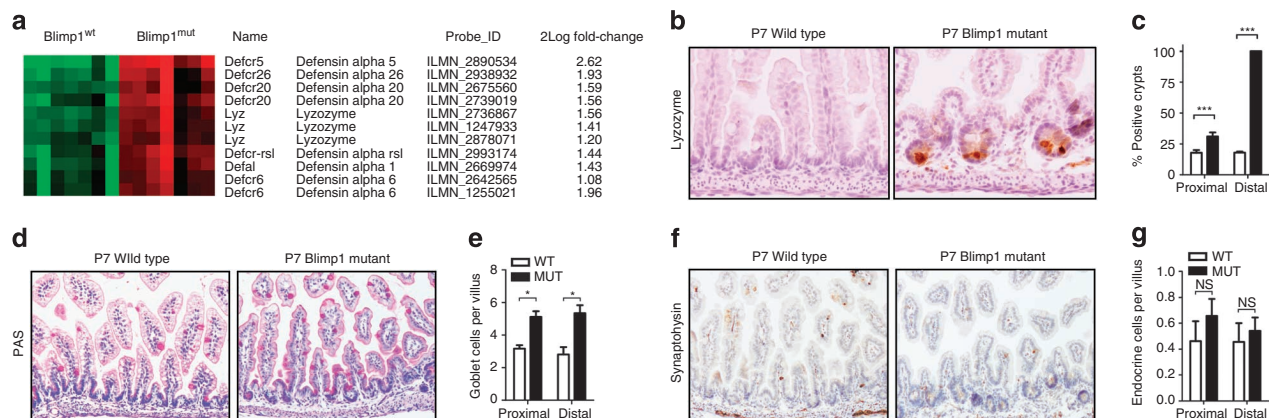 a
Blimp1wt Blimp1mut Name Probe_ID 2Log fold-change
Defcr5 Defensin alpha 5 ILMN_2890534 2.62
Defcr26 Defensin alpha 26 ILMN_2938932 1.93
Defcr20 Defensin alpha 20 ILMN_2675560 1.59
Defcr20 Defensin alpha 20 ILMN_2739019 1.56
Lyz Lyzozyme ILMN_2736867 1.56
Lyz Lyzozyme ILMN_1247933 1.41
Lyz Lyzozyme ILMN_2878071 1.20
Defcr-rsl Defensin alpha rsl ILMN_2993174 1.44
Defal Defensin alpha 1 ILMN_2669974 1.43
Defcr6 Defensin alpha 6 ILMN_2642565 1.08
Defcr6 Defensin alpha 6 ILMN_1255021 1.96
b
P7 Wild type P7 Blimp1 mutant
Lyzozyme
c
% Positive crypts
100
75
50
25
0
***
***
Proximal Distal
d
P7 WIld type P7 Blimp1 mutant
PAS
e
WT
MUT
Goblet cells per villus
8
6
4
2
0
* *
Proximal Distal
f
P7 Wild type P7 Blimp1 mutant
Synaptophysin
g
WT
MUT
Endocrine cells per villus
1.0
0.8
0.6
0.4
0.2
0.0
NS
NS
Proximal Distal